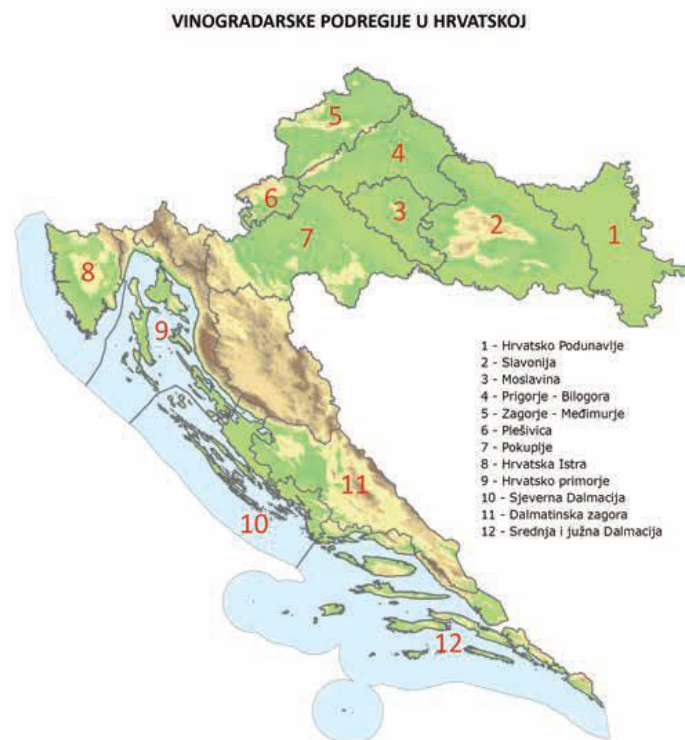 VINOGRADARSKE PODREGIJE U HRVATSKOJ
5
4
6
3
2
1
7
8
9
1 - Hrvatsko Podunavlje
2 - Slavonija
3 - Moslavina
4 - Prigorje - Bilogora
5 - Zagorje - Međimurje
6 - Plešivica
7 - Pokuplje
8 - Hrvatska Istra
9 - Hrvatsko primorje
10 - Sjeverna Dalmacija
11 - Dalmatinska zagora
12 - Srednja i južna Dalmacija
11
10
12